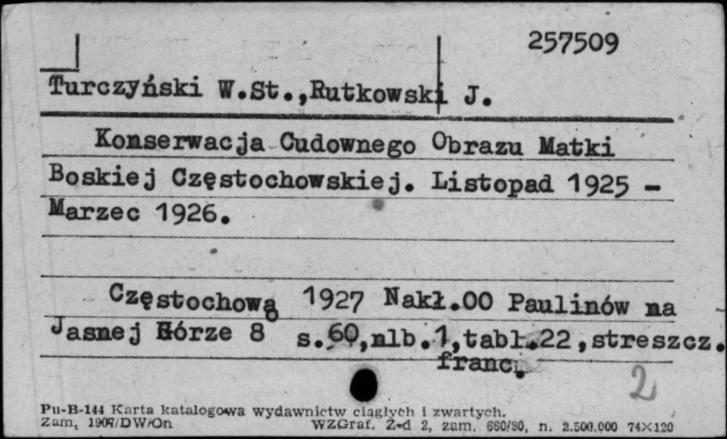 257509
Turczyński W.St.,Rutkowski J.
Konserwacja Cudownego Obrazu Matki
Boskiej Częstochowskiej. Listopad 1925 -
Marzec 1926.
Częstochową 1927 Nakł.OO Paulinów na
Jasnej Górze 8 s.60,nlb.1,tabl.22,streszcz.
franc.
2
Pu-B-144 Karta katalogowa wydawnictw ciągłych i zwartych.
Zam, 1907/DW/On WZGraf. Z-d 2, zam. 660/80, n. 2.500.000 74X120